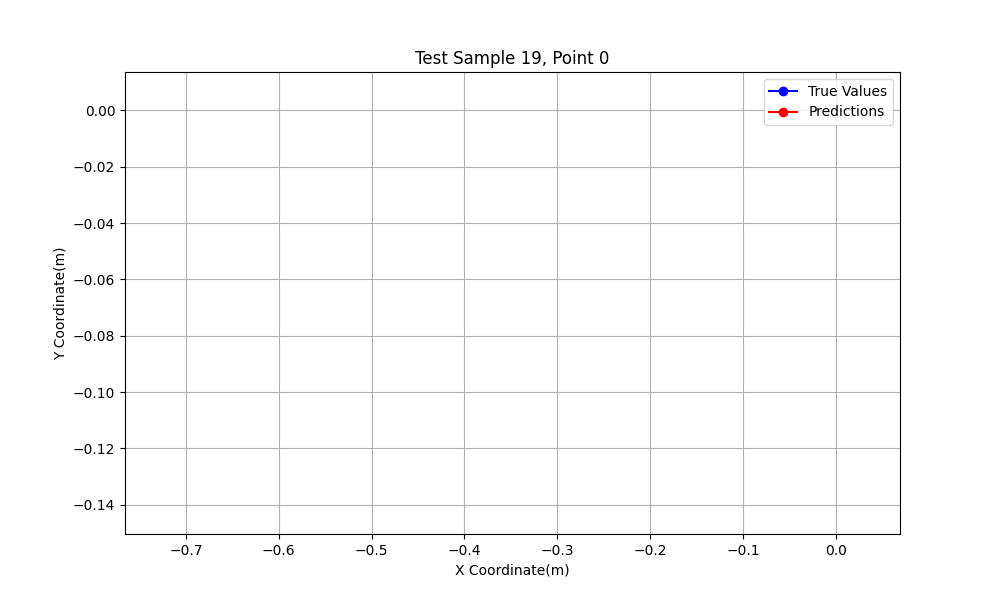 Test Sample 19, Point 0
True Values
Predictions
0.00
−0.02
−0.04
−0.06
−0.08
−0.10
−0.12
−0.14
Y Coordinate(m)
−0.7 −0.6 −0.5 −0.4 −0.3 −0.2 −0.1 0.0
X Coordinate(m)